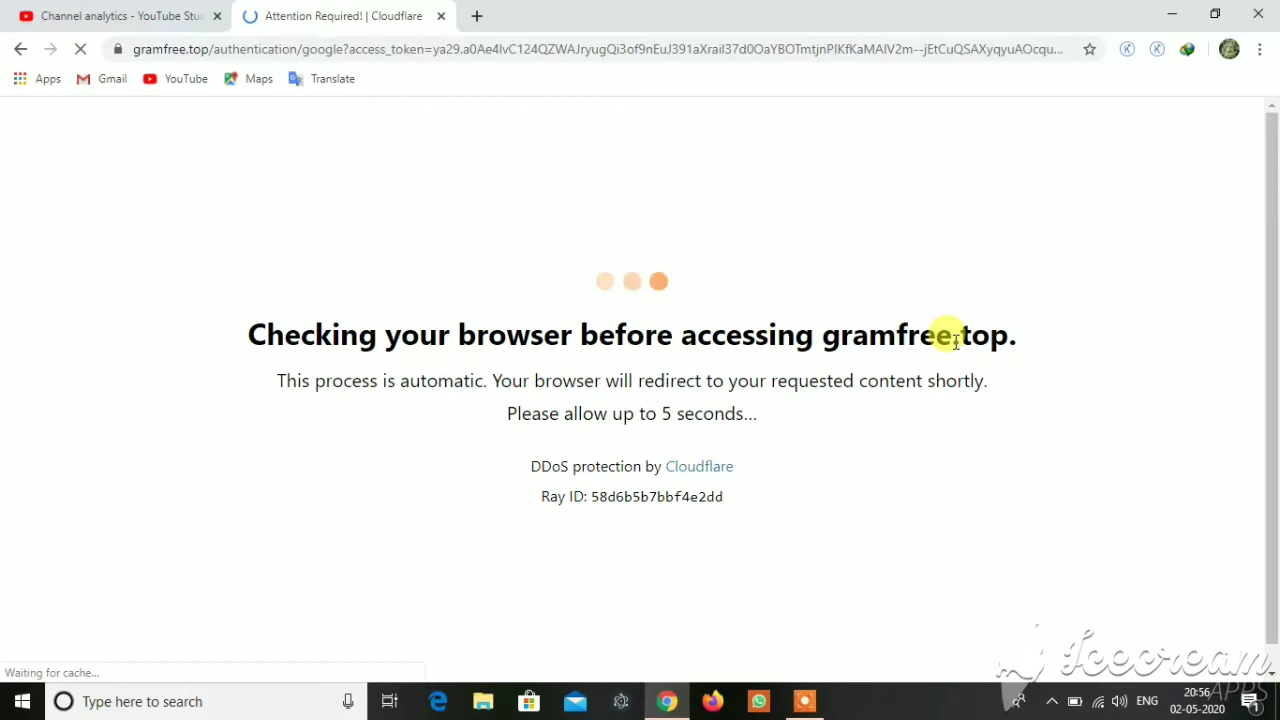 Channel analytics - YouTube Stu
Attention Required! | Cloudflare
gramfree.top/authentication/google?access_token=
Apps
Gmail
YouTube
Maps
Translate
Checking your browser before accessing gramfree.top.
This process is automatic. Your browser will redirect to your requested content shortly.
Please allow up to 5 seconds...
DDoS protection by Cloudflare
Ray ID: 58d6b5b7bbf4e2dd
Waiting for cache...
Icecream
APPS
Type here to search
ENG
20:56
02-05-2020